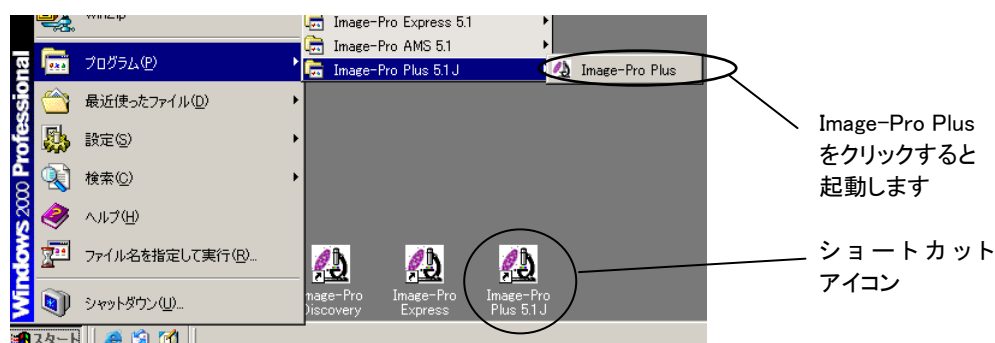 WinZip
Image-Pro Express 5.1
Image-Pro AMS 5.1
Image-Pro Plus 5.1J
Image-Pro Plus
プログラム(P)
最近使ったファイル(D)
設定(S)
検索(C)
ヘルプ(H)
ファイル名を指定して実行(R)...
シャットダウン(U)...
Windows 2000 Professional
Image-Pro Plus
をクリックすると
起動します
ショートカット
アイコン
mage-Pro
Discovery
Image-Pro
Express
Image-Pro
Plus 5.1J
スタート